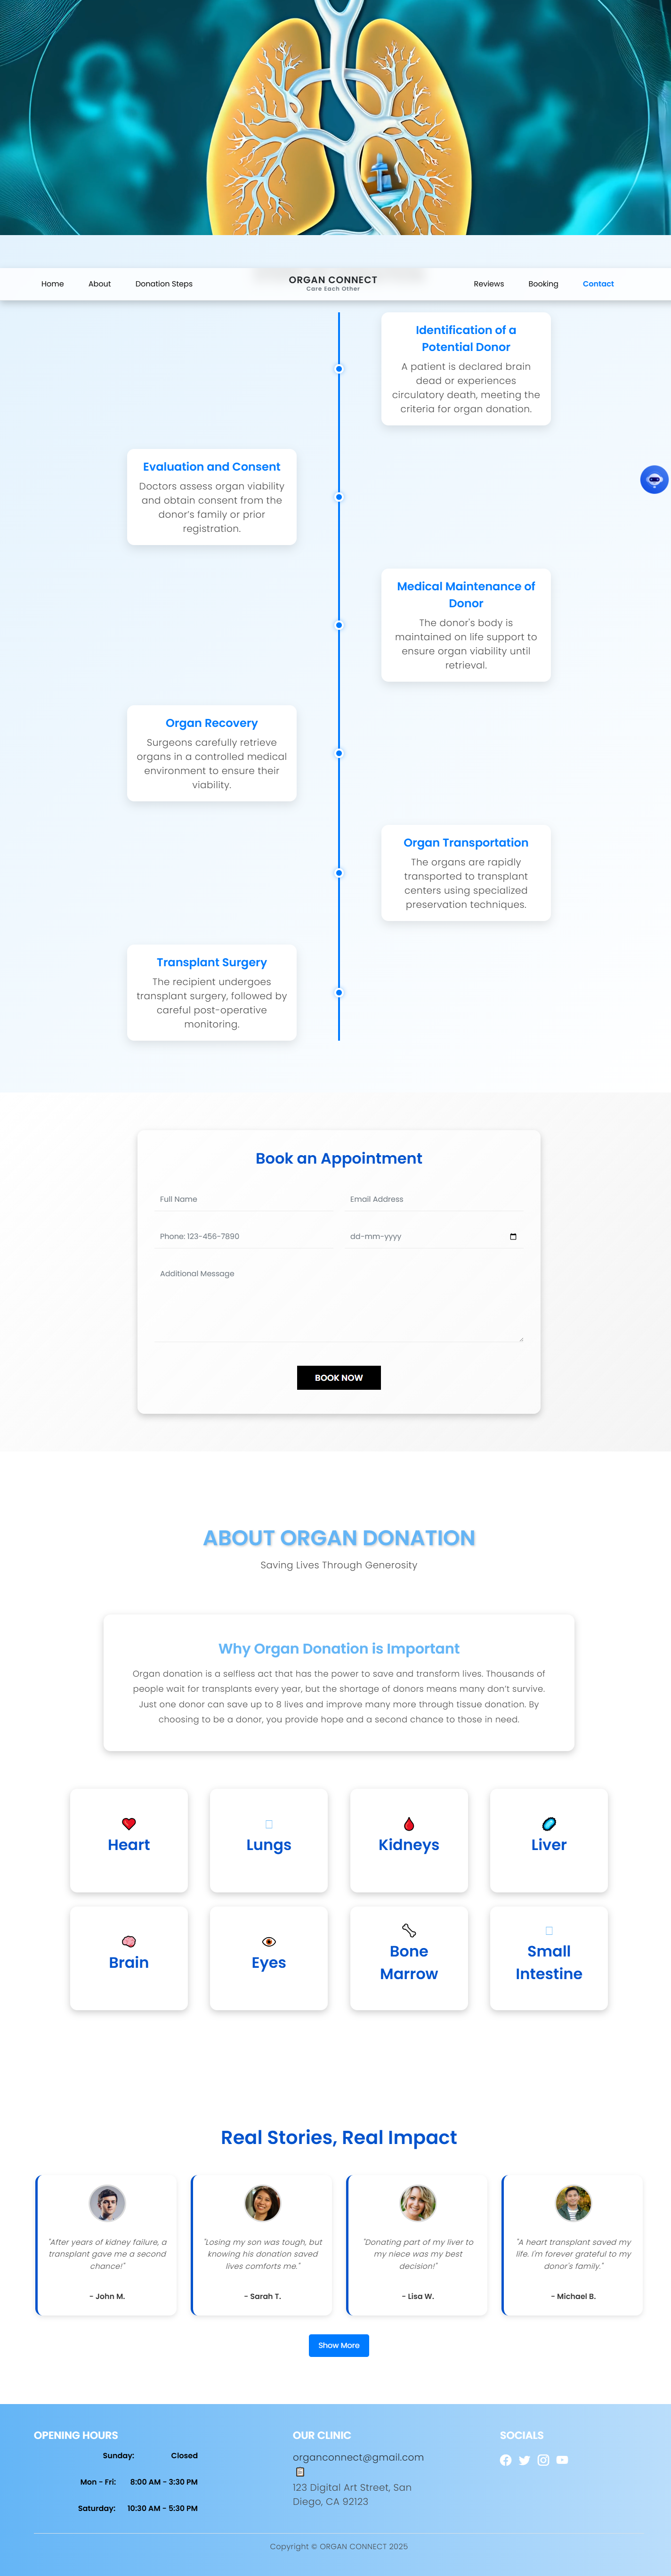 Home About Donation Steps ORGAN CONNECT Reviews Booking Contact
Care Each Other
Identification of a
Potential Donor
A patient is declared brain
dead or experiences
circulatory death, meeting the
criteria for organ donation.
Evaluation and Consent
Doctors assess organ viability
and obtain consent from the
donor's family or prior
registration.
Medical Maintenance of
Donor
The donor's body is
maintained on life support to
ensure organ viability until
retrieval.
Organ Recovery
Surgeons carefully retrieve
organs in a controlled medical
environment to ensure their
viability.
Organ Transportation
The organs are rapidly
transported to transplant
centers using specialized
preservation techniques.
Transplant Surgery
The recipient undergoes
transplant surgery, followed by
careful post-operative
monitoring.
Book an Appointment
Full Name Email Address
Phone: 123-456-7890 dd-mm-yyyy
Additional Message
BOOK NOW
ABOUT ORGAN DONATION
Saving Lives Through Generosity
Why Organ Donation is Important
Organ donation is a selfless act that has the power to save and transform lives. Thousands of
people wait for transplants every year, but the shortage of donors means many don't survive.
Just one donor can save up to 8 lives and improve many more through tissue donation. By
choosing to be a donor, you provide hope and a second chance to those in need.
Heart Lungs Kidneys Liver
Brain Eyes Bone Marrow Small Intestine
Real Stories, Real Impact
"After years of kidney failure, a
transplant gave me a second
chance!"
- John M.
"Losing my son was tough, but
knowing his donation saved
lives comforts me."
- Sarah T.
"Donating part of my liver to
my niece was my best
decision!"
- Lisa W.
"A heart transplant saved my
life. I'm forever grateful to my
donor's family."
- Michael B.
Show More
OPENING HOURS
Sunday: Closed
Mon - Fri: 8:00 AM - 3:30 PM
Saturday: 10:30 AM - 5:30 PM
OUR CLINIC
organconnect@gmail.com
123 Digital Art Street, San
Diego, CA 92123
SOCIALS
Copyright © ORGAN CONNECT 2025